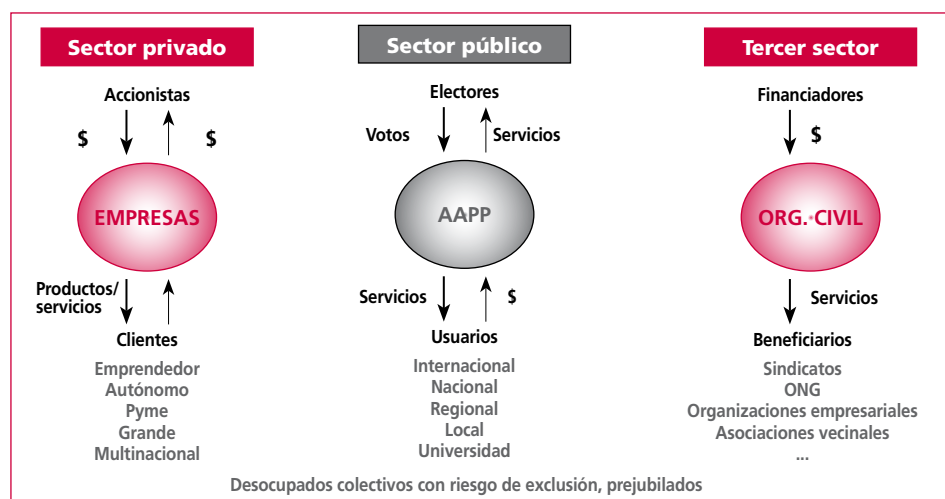 Sector privado
Accionistas
$ $
EMPRESAS
Productos/
servicios
Clientes
Emprendedor
Autónomo
Pyme
Grande
Multinacional
Sector público
Electores
Votos Servicios
AAPP
Servicios $
Usuarios
Internacional
Nacional
Regional
Local
Universidad
Tercer sector
Financiadores
$
ORG. CIVIL
Servicios
Beneficiarios
Sindicatos
ONG
Organizaciones empresariales
Asociaciones vecinales
...
Desocupados colectivos con riesgo de exclusión, prejubilados